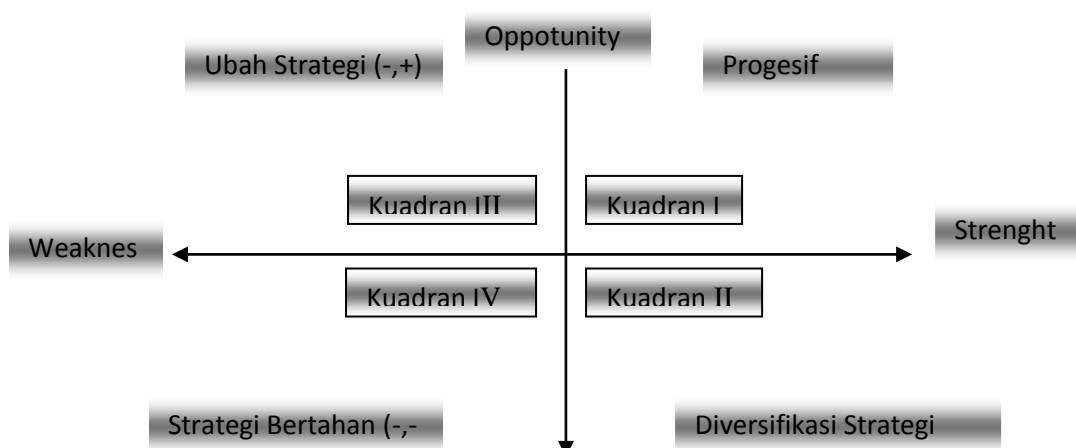 Oppotunity
Ubah Strategi (-,+)
Progesif
Kuadran III
Kuadran I
Weaknes
Strenght
Kuadran IV
Kuadran II
Strategi Bertahan (-,-
Diversifikasi Strategi